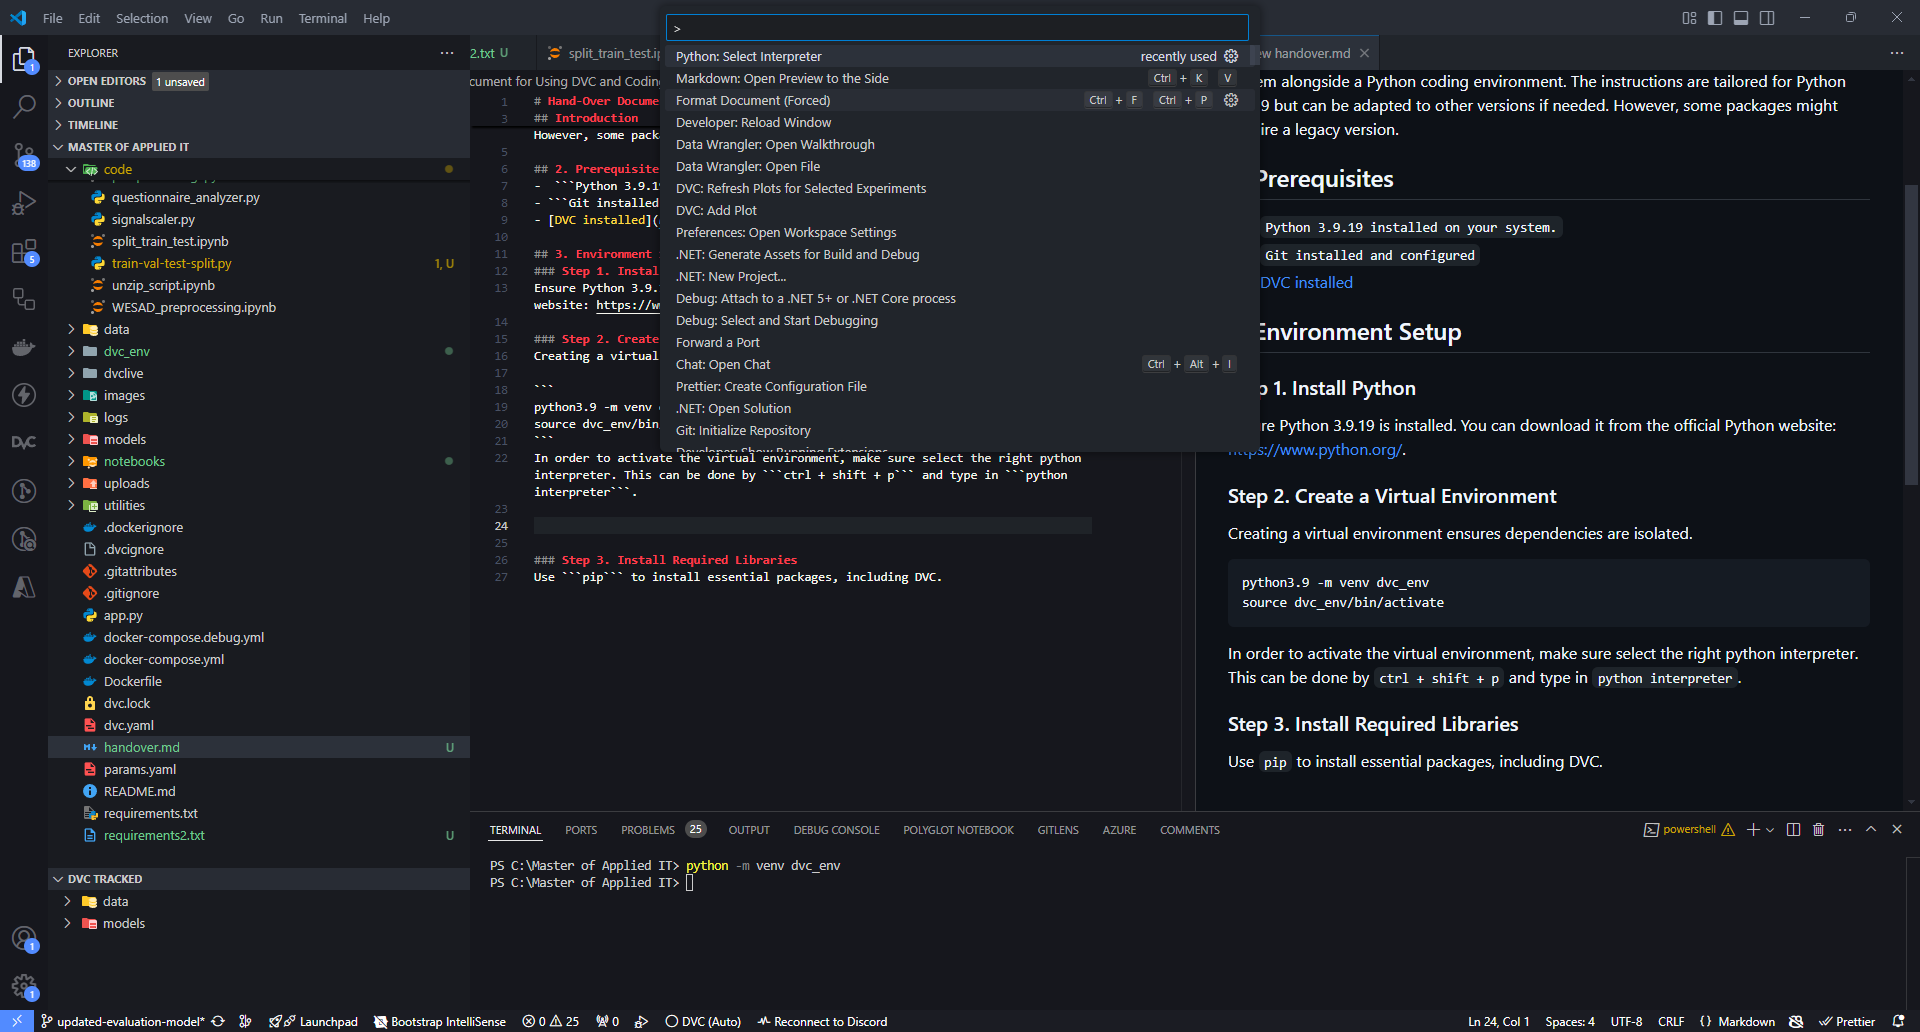 File Edit Selection View Go Run Terminal Help
>
EXPLORER
2.txt U
split_train_test.ip
ew handover.md
OPEN EDITORS 1 unsaved
OUTLINE
TIMELINE
MASTER OF APPLIED IT
code
questionnaire_analyzer.py
signalscaler.py
split_train_test.ipynb
train-val-test-split.py 1, U
unzip_script.ipynb
WESAD_preprocessing.ipynb
data
dvc_env
dvclive
images
logs
models
notebooks
uploads
utilities
.dockerignore
.dvcignore
.gitattributes
.gitignore
app.py
docker-compose.debug.yml
docker-compose.yml
Dockerfile
dvc.lock
dvc.yaml
handover.md U
params.yaml
README.md
requirements.txt
requirements2.txt U
DVC TRACKED
data
models
1
138
5
DVC
1
1
Python: Select Interpreter recently used
Markdown: Open Preview to the Side Ctrl + K V
Format Document (Forced) Ctrl + F Ctrl + P
Developer: Reload Window
Data Wrangler: Open Walkthrough
Data Wrangler: Open File
DVC: Refresh Plots for Selected Experiments
DVC: Add Plot
Preferences: Open Workspace Settings
.NET: Generate Assets for Build and Debug
.NET: New Project...
Debug: Attach to a .NET 5+ or .NET Core process
Debug: Select and Start Debugging
Forward a Port
Chat: Open Chat Ctrl + Alt + I
Prettier: Create Configuration File
.NET: Open Solution
Git: Initialize Repository
Developer: Show Running Extensions
cument for Using DVC and Coding
1 # Hand-Over Docume
3 ## Introduction
However, some pack
5
6 ## 2. Prerequisite
7 - ```Python 3.9.19
8 - ```Git installed
9 - [DVC installed](
10
11 ## 3. Environment
12 ### Step 1. Instal
13 Ensure Python 3.9.
website: https://w
14
15 ### Step 2. Create
16 Creating a virtual
17
18 ```
19 python3.9 -m venv
20 source dvc_env/bin
21 ```
22 In order to activate the virtual environment, make sure select the right python
interpreter. This can be done by ```ctrl + shift + p``` and type in ```python
interpreter```.
23
24
25
26 ### Step 3. Install Required Libraries
27 Use ```pip``` to install essential packages, including DVC.
em alongside a Python coding environment. The instructions are tailored for Python
9 but can be adapted to other versions if needed. However, some packages might
ire a legacy version.
Prerequisites
Python 3.9.19 installed on your system.
Git installed and configured
DVC installed
Environment Setup
p 1. Install Python
re Python 3.9.19 is installed. You can download it from the official Python website:
https://www.python.org/.
Step 2. Create a Virtual Environment
Creating a virtual environment ensures dependencies are isolated.
python3.9 -m venv dvc_env
source dvc_env/bin/activate
In order to activate the virtual environment, make sure select the right python interpreter.
This can be done by ctrl + shift + p and type in python interpreter.
Step 3. Install Required Libraries
Use pip to install essential packages, including DVC.
TERMINAL PORTS PROBLEMS 25 OUTPUT DEBUG CONSOLE POLYGLOT NOTEBOOK GITLENS AZURE COMMENTS
powershell
PS C:\Master of Applied IT> python -m venv dvc_env
PS C:\Master of Applied IT>
updated-evaluation-model* Launchpad Bootstrap IntelliSense 0 25 0 DVC (Auto) Reconnect to Discord Ln 24, Col 1 Spaces: 4 UTF-8 CRLF {} Markdown Prettier